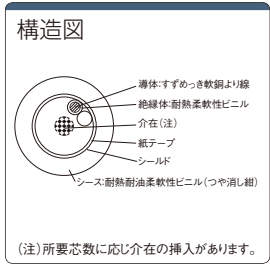 構造図
導体:すずめっき軟銅より線
絶縁体:耐熱柔軟性ビニル
介在(注)
紙テープ
シールド
シース:耐熱耐油柔軟性ビニル(つや消し紺)
(注)所要芯数に応じ介在の挿入があります。